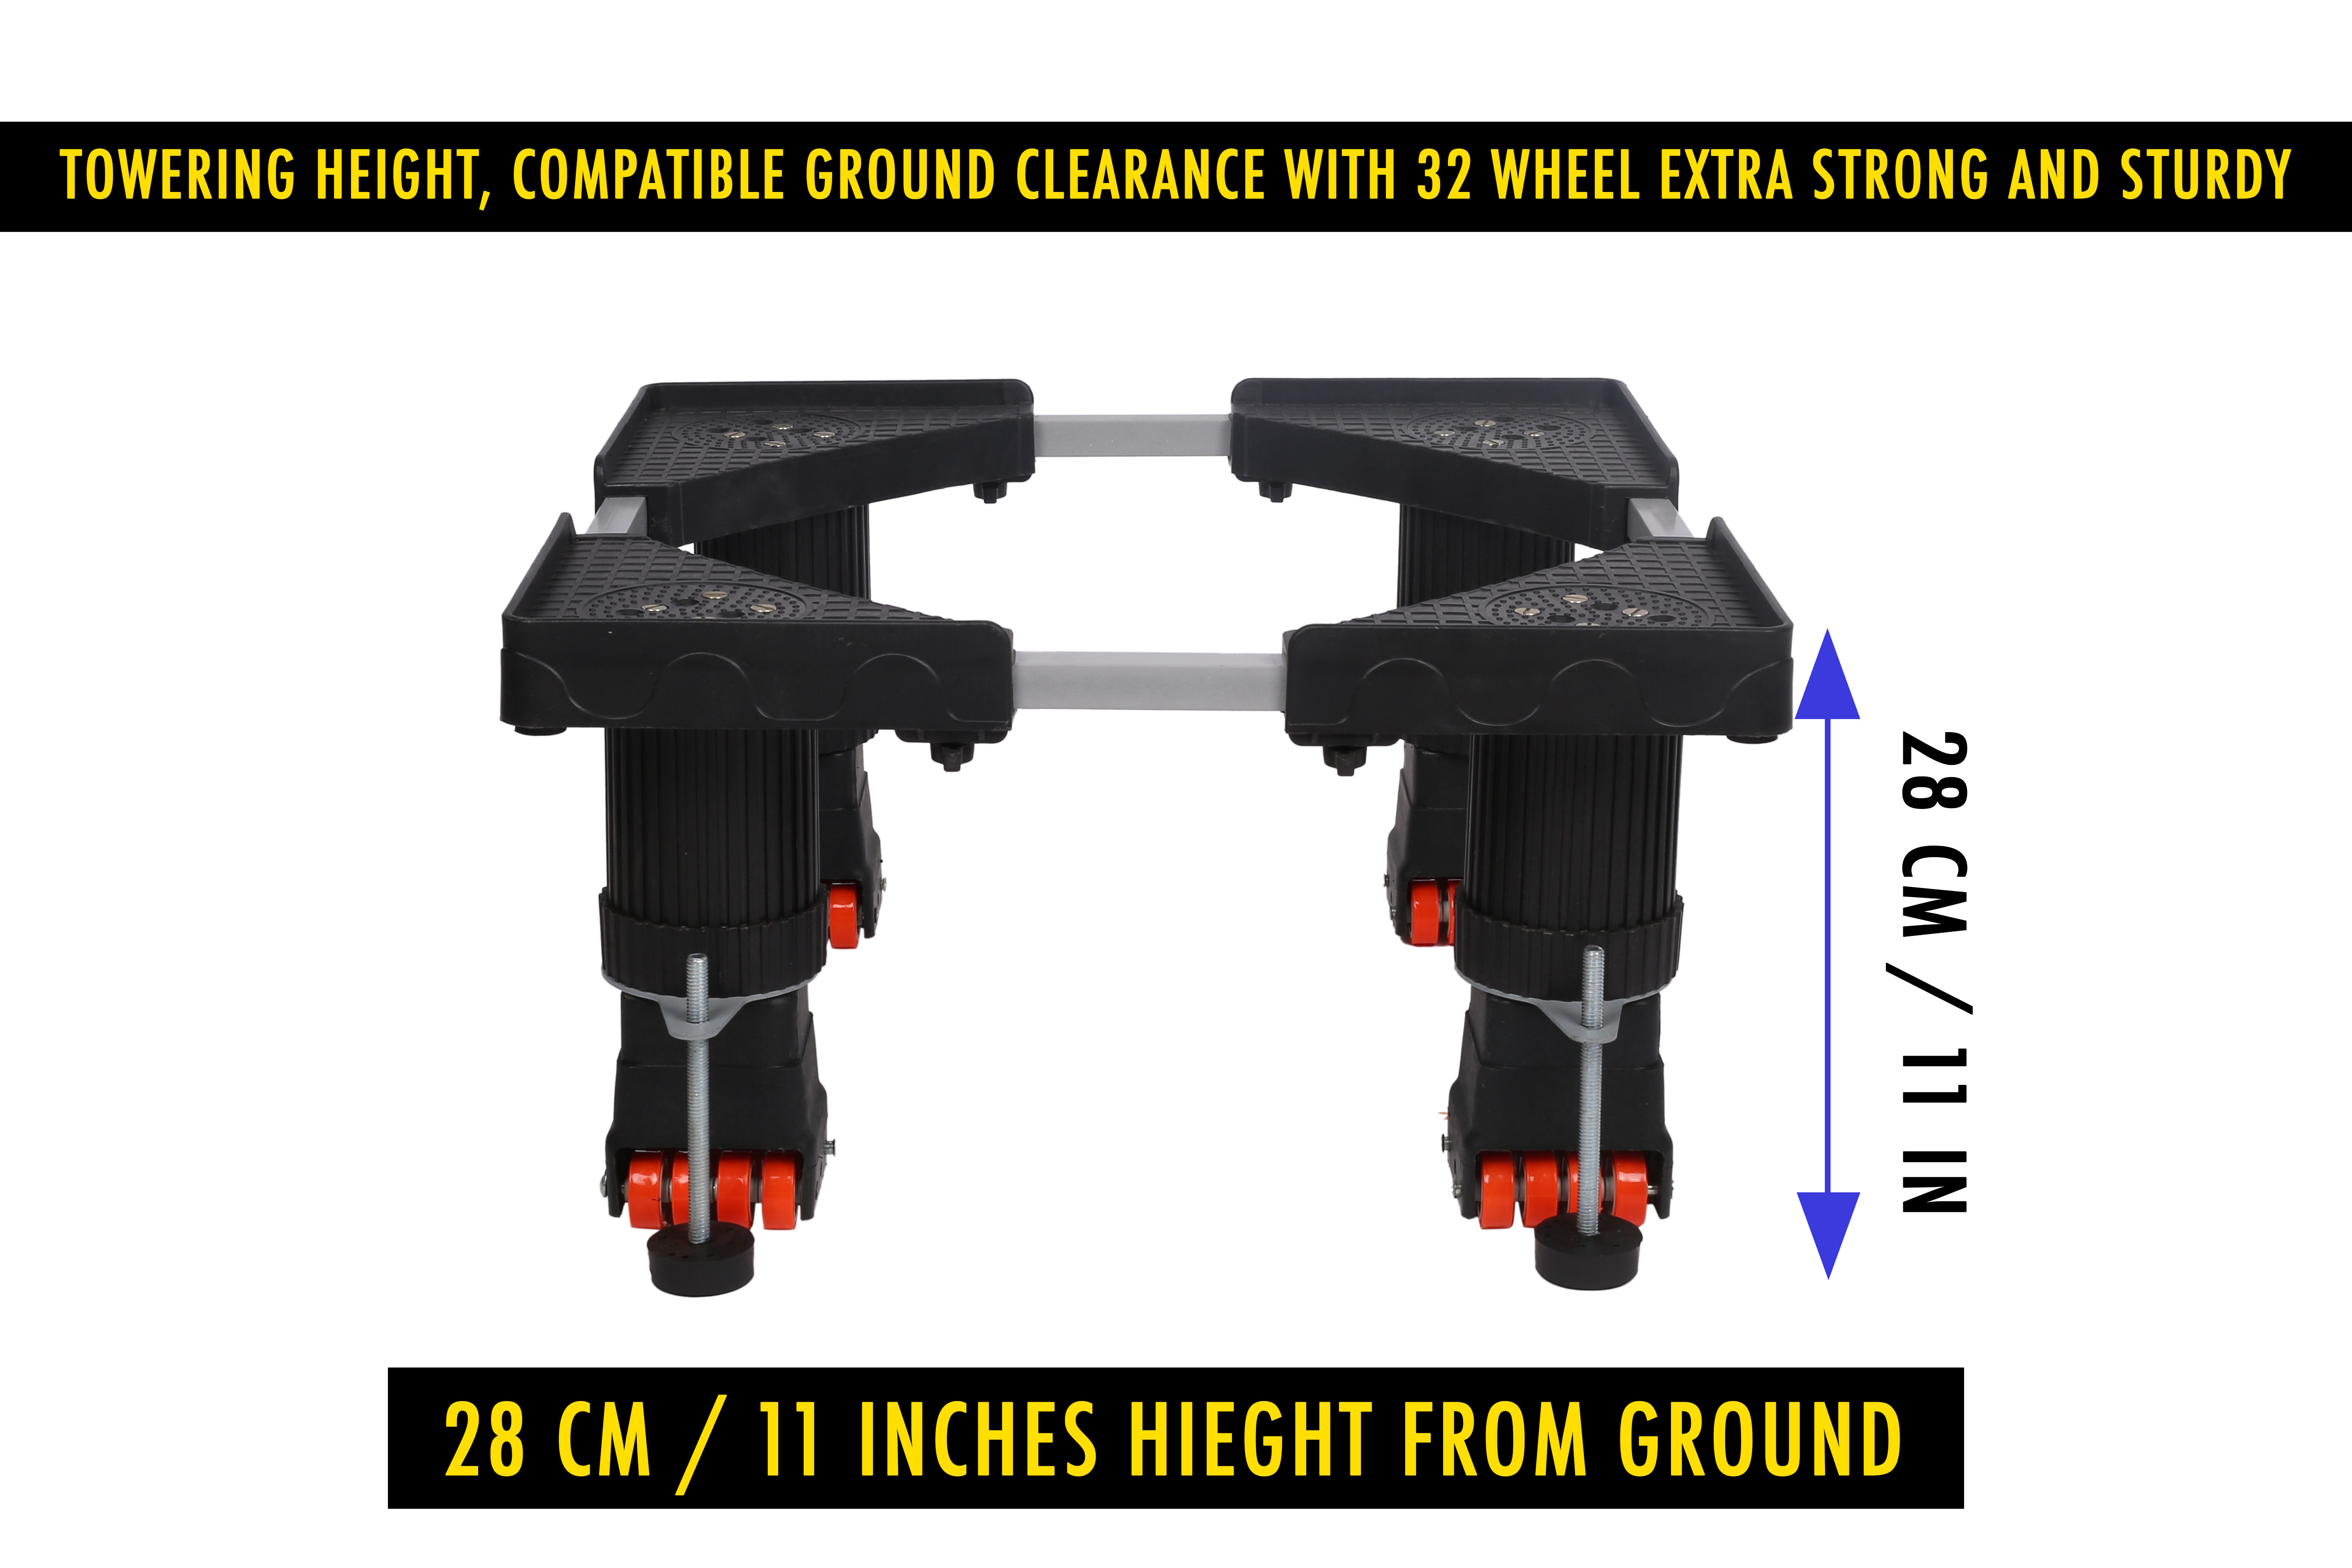 TOWERING HEIGHT, COMPATIBLE GROUND CLEARANCE WITH 32 WHEEL EXTRA STRONG AND STURDY
28 CM / 11 IN
28 CM / 11 INCHES HIEGHT FROM GROUND